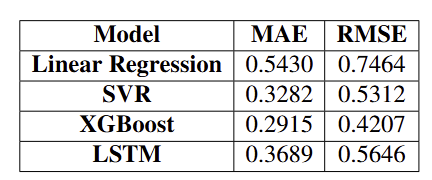 Model MAE RMSE
Linear Regression 0.5430 0.7464
SVR 0.3282 0.5312
XGBoost 0.2915 0.4207
LSTM 0.3689 0.5646